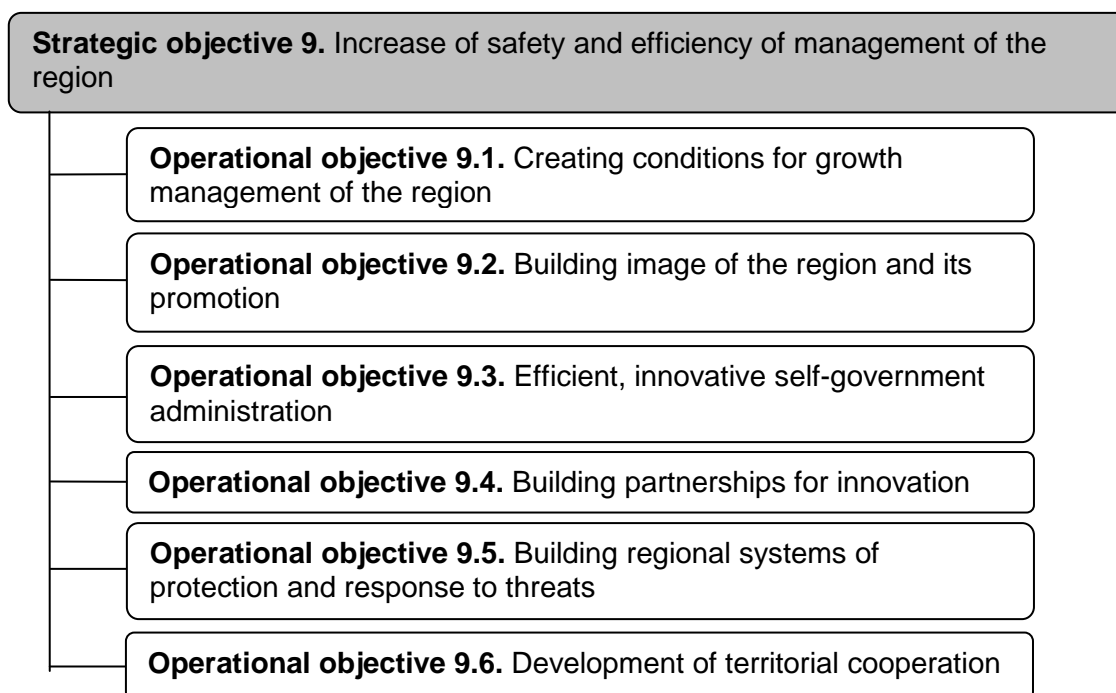 Strategic objective 9. Increase of safety and efficiency of management of the
region
Operational objective 9.1. Creating conditions for growth
management of the region
Operational objective 9.2. Building image of the region and its
promotion
Operational objective 9.3. Efficient, innovative self-government
administration
Operational objective 9.4. Building partnerships for innovation
Operational objective 9.5. Building regional systems of
protection and response to threats
Operational objective 9.6. Development of territorial cooperation